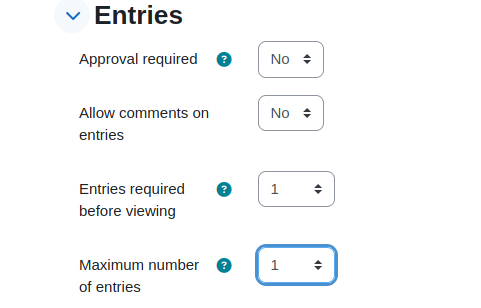 Entries
Approval required ? No
Allow comments on No
entries
Entries required ? 1
before viewing
Maximum number ? 1
of entries